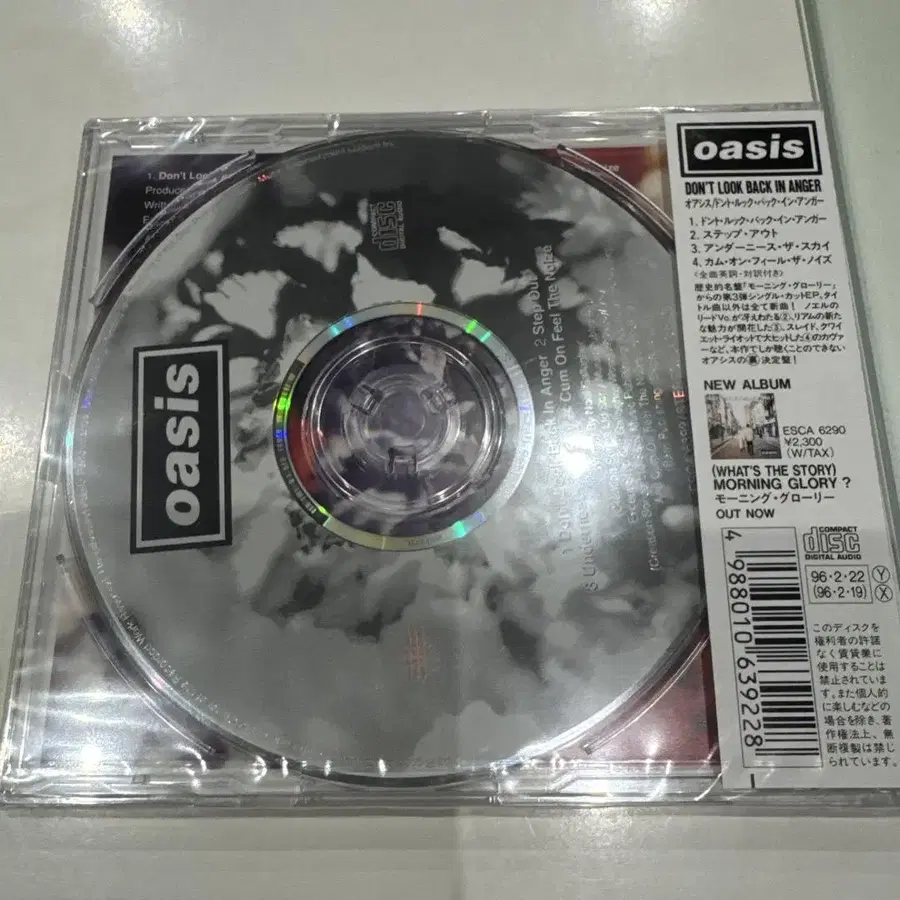 oasis
DON'T LOOK BACK IN ANGER
オアシス/ドント・ルック・バック・イン・アンガー
1. ドント・ルック・バック・イン・アンガー
2. ステップ・アウト
3. アンダーニース・ザ・スカイ
4. カム・オン・フィール・ザ・ノイズ
〈全曲英詞・対訳付き〉
歴史的名盤「モーニング・グローリー」
からの第3弾シングル・カットEP。タイ
トル曲以外は全て新曲! ノエルの
リードVo.が冴えわたる②、リアムの新た
な魅力が開花した③、スレイド、クワイ
エット・ライオットで大ヒットした④のカヴァ
ーなど、本作でしか聴くことのできない
オアシスの裏決定盤!
NEW ALBUM
ESCA 6290
¥2,300
(W/TAX)
(WHAT'S THE STORY)
MORNING GLORY ?
モーニング・グローリー
OUT NOW
COMPACT
disc
DIGITAL AUDIO
96・2・22 Y
(96・2・19) X
4 988010 639228
このディスクを
権利者の許諾
なく賃貸業に
使用することは
禁止されていま
す。また個人的
に楽しむなどの
場合を除き、著
作権法上、無
断複製は禁じ
られています。
1. Don't Loo
Produce
Writt
oasis
COMPACT
disc
DIGITAL AUDIO
In Anger 2 Step Out
Cum On Feel The Noize